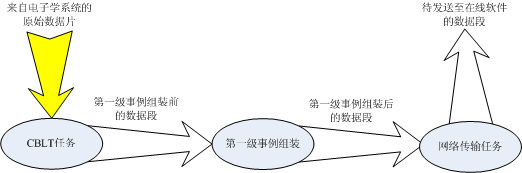 来自电子学系统的
原始数据片
待发送至在线软件
的数据段
第一级事例组装前
的数据段
第一级事例组装后
的数据段
CBLT任务
第一级事例组装
网络传输任务